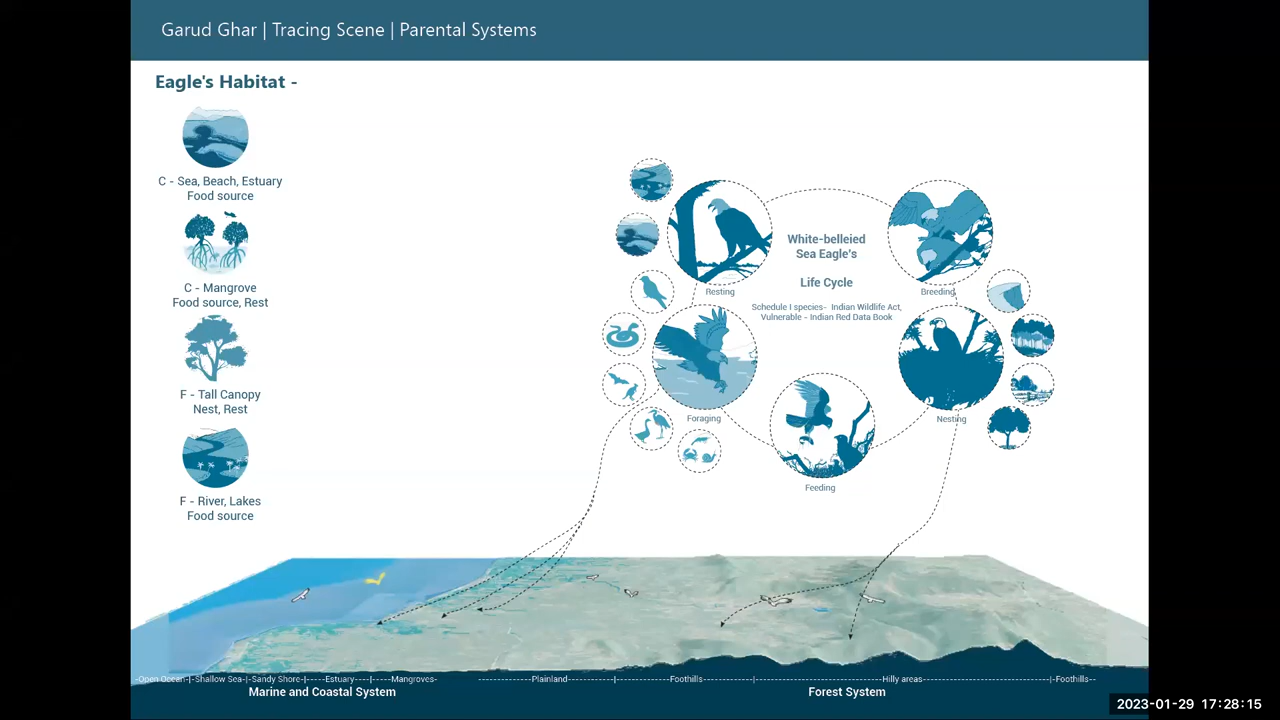 Garud Ghar | Tracing Scene | Parental Systems
Eagle's Habitat -
C - Sea, Beach, Estuary
Food source
C - Mangrove
Food source, Rest
F - Tall Canopy
Nest, Rest
F - River, Lakes
Food source
White-belleied
Sea Eagle's
Life Cycle
Schedule I species- Indian Wildlife Act,
Vulnerable - Indian Red Data Book
Resting
Breeding
Foraging
Nesting
Feeding
-Open Ocean-|-Shallow Sea-|-Sandy Shore-|-----Estuary----|----Mangroves-
---------------Plainland--------------|-------------Foothills-------------|--------------------------------Hilly areas--------------------------------|-Foothills--
Marine and Coastal System
Forest System
2023-01-29 17:28:15